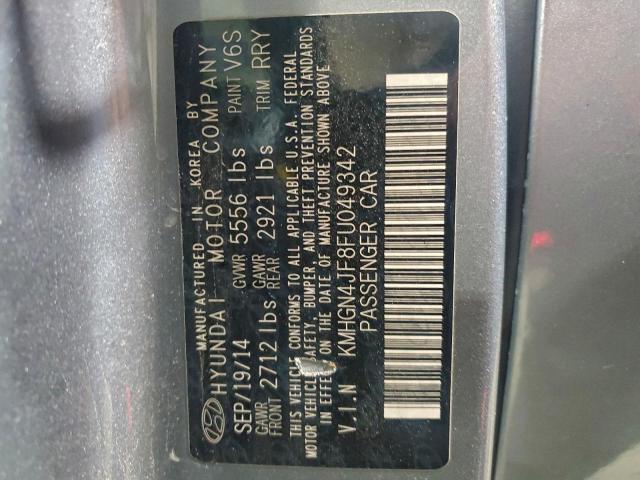 MANUFACTURED IN KOREA BY
HYUNDAI MOTOR COMPANY
SEP/19/14 GVWR 5556 lbs PAINT V6S
GAWR FRONT 2712 lbs GAWR REAR 2921 lbs TRIM RRY
THIS VEHICLE CONFORMS TO ALL APPLICABLE U.S.A. FEDERAL
MOTOR VEHICLE SAFETY, BUMPER, AND THEFT PREVENTION STANDARDS
IN EFFECT ON THE DATE OF MANUFACTURE SHOWN ABOVE
V.I.N KMHGN4JF8FU049342
PASSENGER CAR